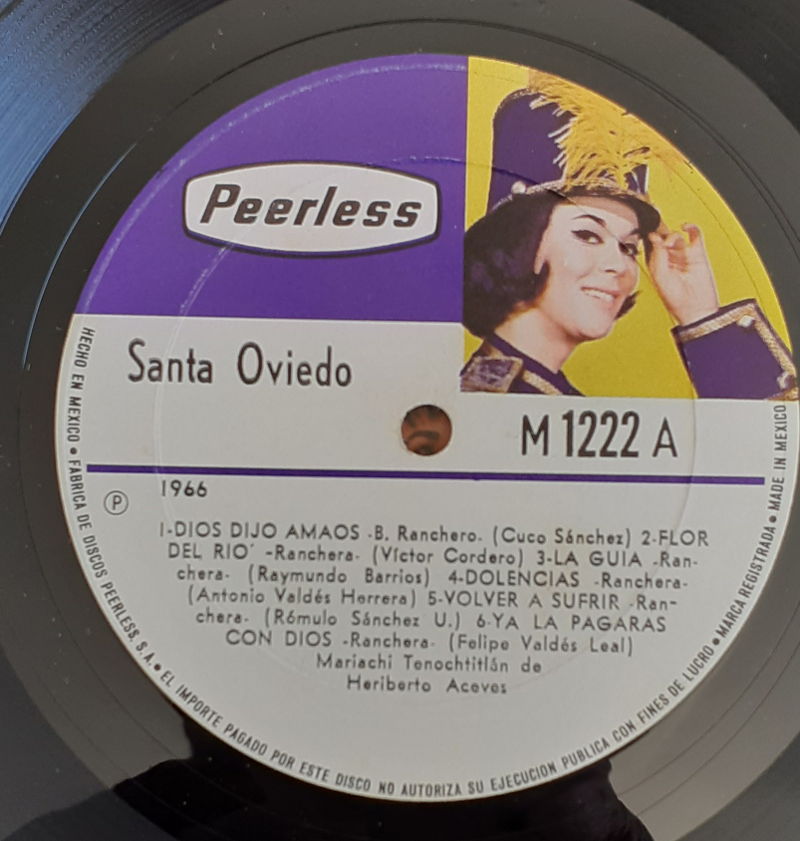 Peerless
Santa Oviedo
M 1222 A
1966
Ⓟ
1-DIOS DIJO AMAOS -B. Ranchero- (Cuco Sánchez) 2-FLOR
DEL RIO -Ranchera- (Víctor Cordero) 3-LA GUIA -Ran-
chera- (Raymundo Barrios) 4-DOLENCIAS -Ranchera-
(Antonio Valdés Herrera) 5-VOLVER A SUFRIR -Ran-
chera- (Rómulo Sánchez U.) 6-YA LA PAGARAS
CON DIOS -Ranchera- (Felipe Valdés Leal)
Mariachi Tenochtitlán de
Heriberto Aceves
HECHO EN MEXICO • FABRICA DE DISCOS PEERLESS, S.A. • EL IMPORTE PAGADO POR ESTE DISCO NO AUTORIZA SU EJECUCION PUBLICA CON FINES DE LUCRO • MARCA REGISTRADA • MADE IN MEXICO